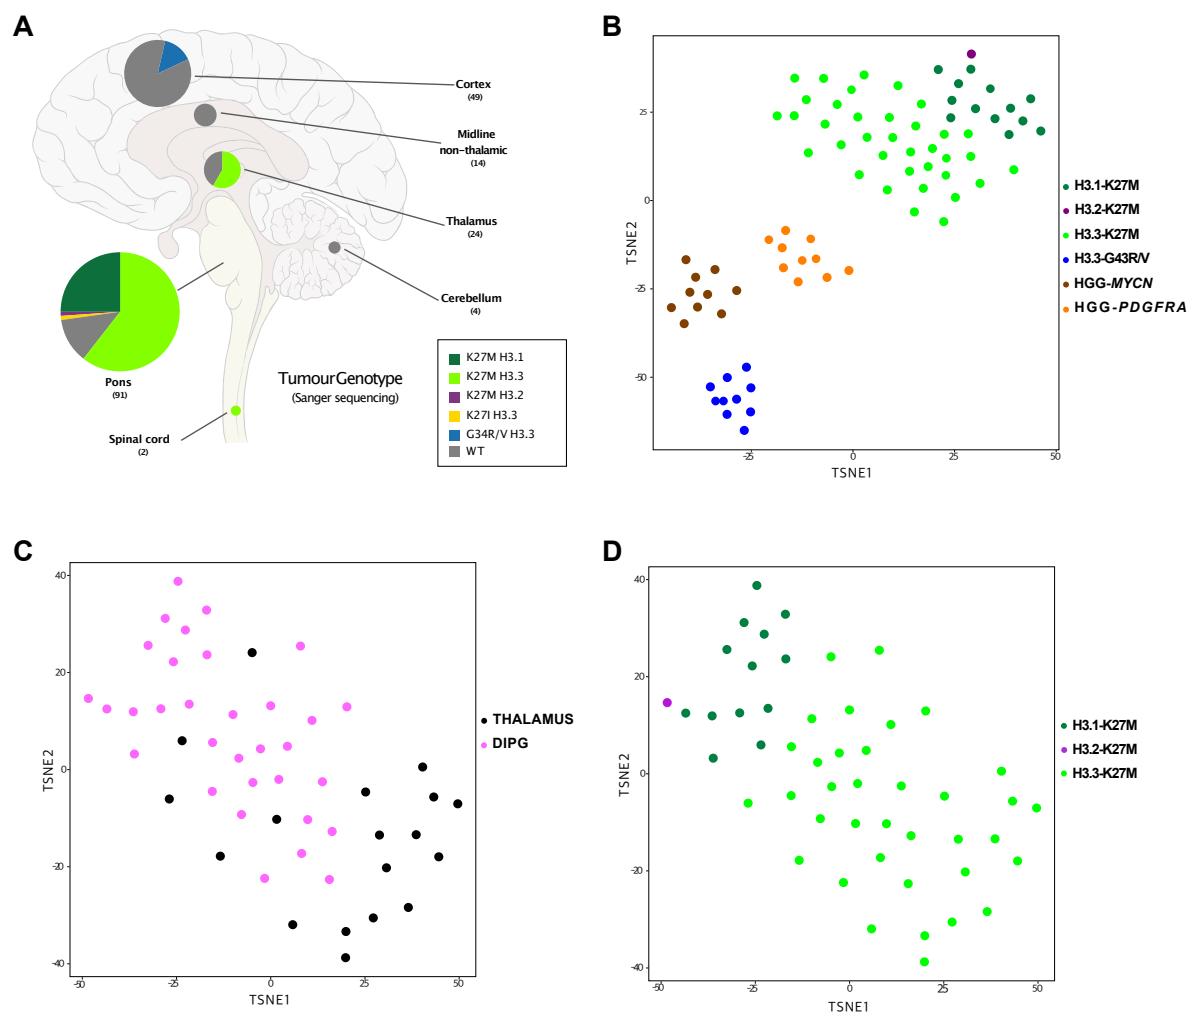 A
Cortex
(49)
Midline
non-thalamic
(14)
Thalamus
(24)
Cerebellum
(4)
Pons
(91)
Spinal cord
(2)
TumourGenotype
(Sanger sequencing)
K27M H3.1
K27M H3.3
K27M H3.2
K27I H3.3
G34R/V H3.3
WT
B
25
0
-25
-50
TSNE2
-25
0
25
50
TSNE1
H3.1-K27M
H3.2-K27M
H3.3-K27M
H3.3-G43R/V
HGG-MYCN
HGG-PDGFRA
C
40
20
0
-20
-40
TSNE2
-50
-25
0
25
50
TSNE1
THALAMUS
DIPG
D
40
20
0
-20
-40
TSNE2
-50
-25
0
25
50
TSNE1
H3.1-K27M
H3.2-K27M
H3.3-K27M